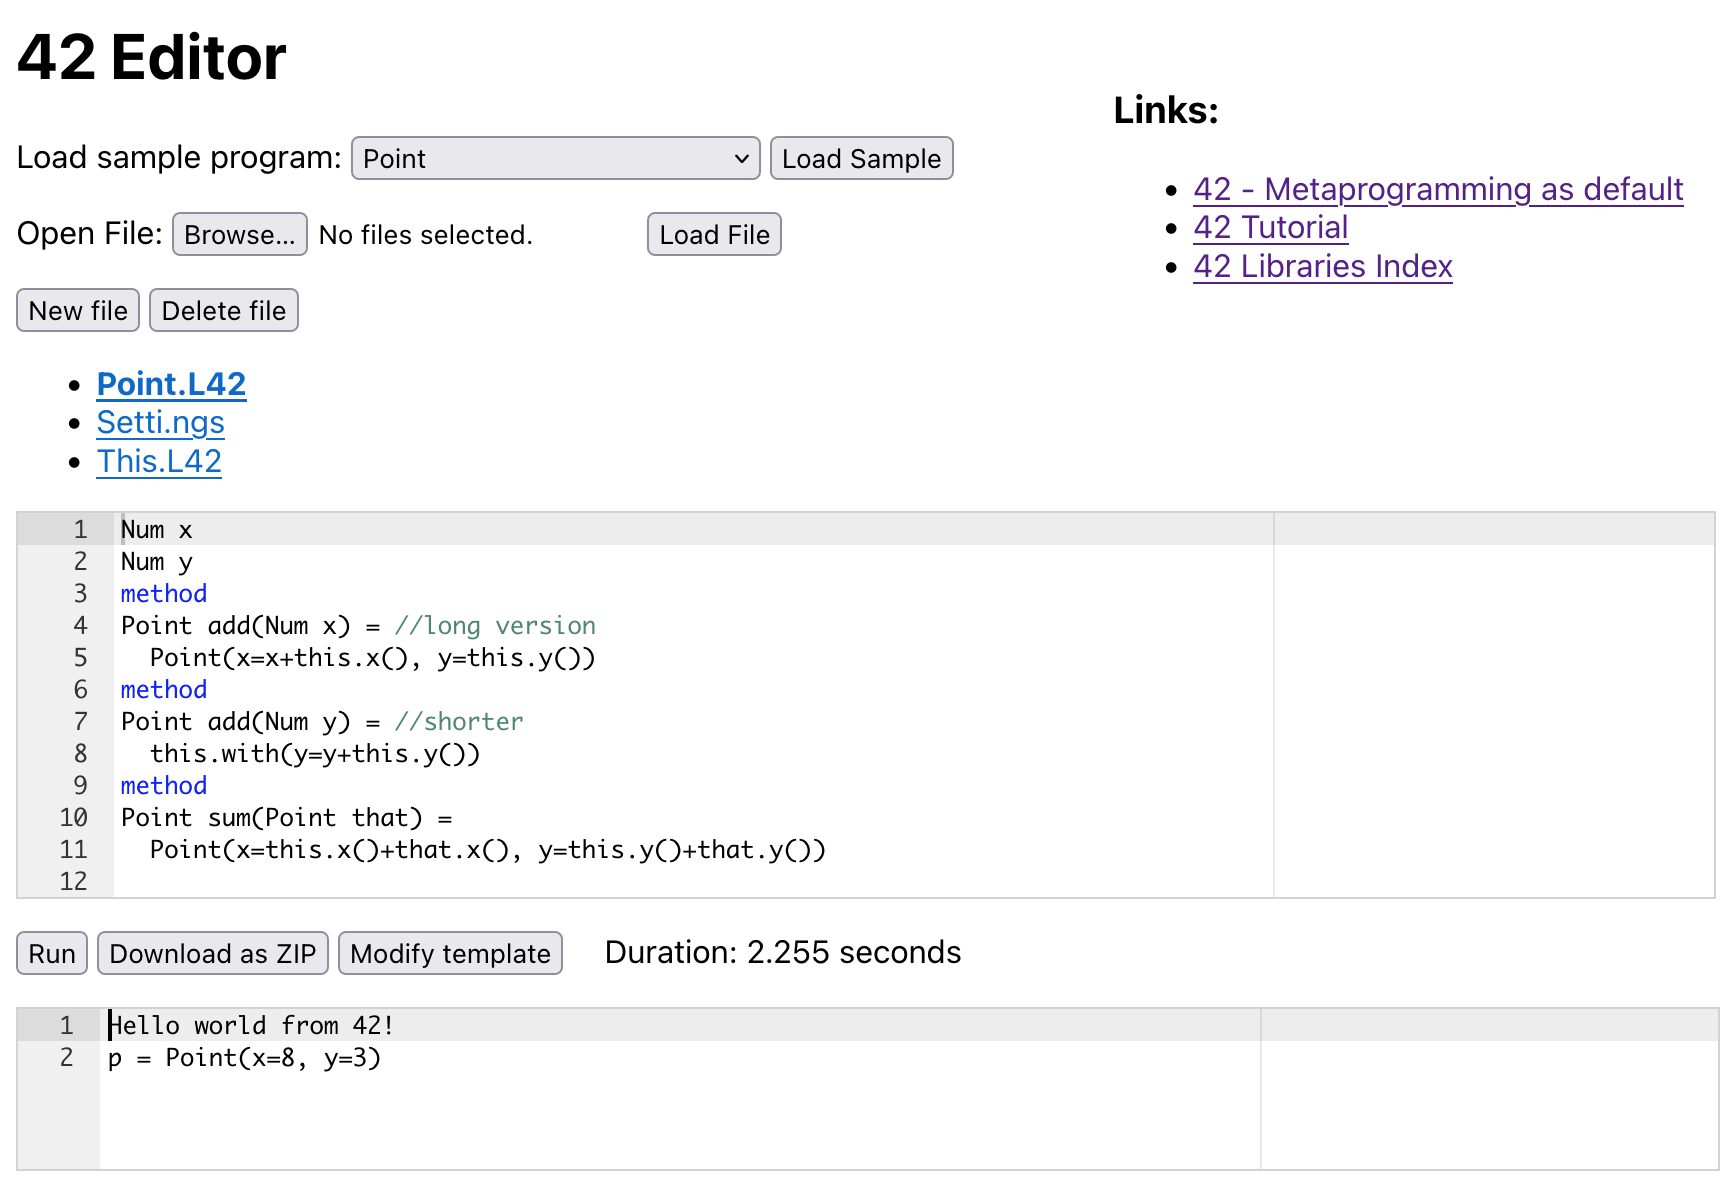 42 Editor
Load sample program: Point Load Sample
Open File: Browse... No files selected. Load File
New file Delete file
Links:
42 - Metaprogramming as default
42 Tutorial
42 Libraries Index
Point.L42
Setti.ngs
This.L42
1 Num x
2 Num y
3 method
4 Point add(Num x) = //long version
5   Point(x=x+this.x(), y=this.y())
6 method
7 Point add(Num y) = //shorter
8   this.with(y=y+this.y())
9 method
10 Point sum(Point that) =
11   Point(x=this.x()+that.x(), y=this.y()+that.y())
12
Run Download as ZIP Modify template Duration: 2.255 seconds
1 Hello world from 42!
2 p = Point(x=8, y=3)